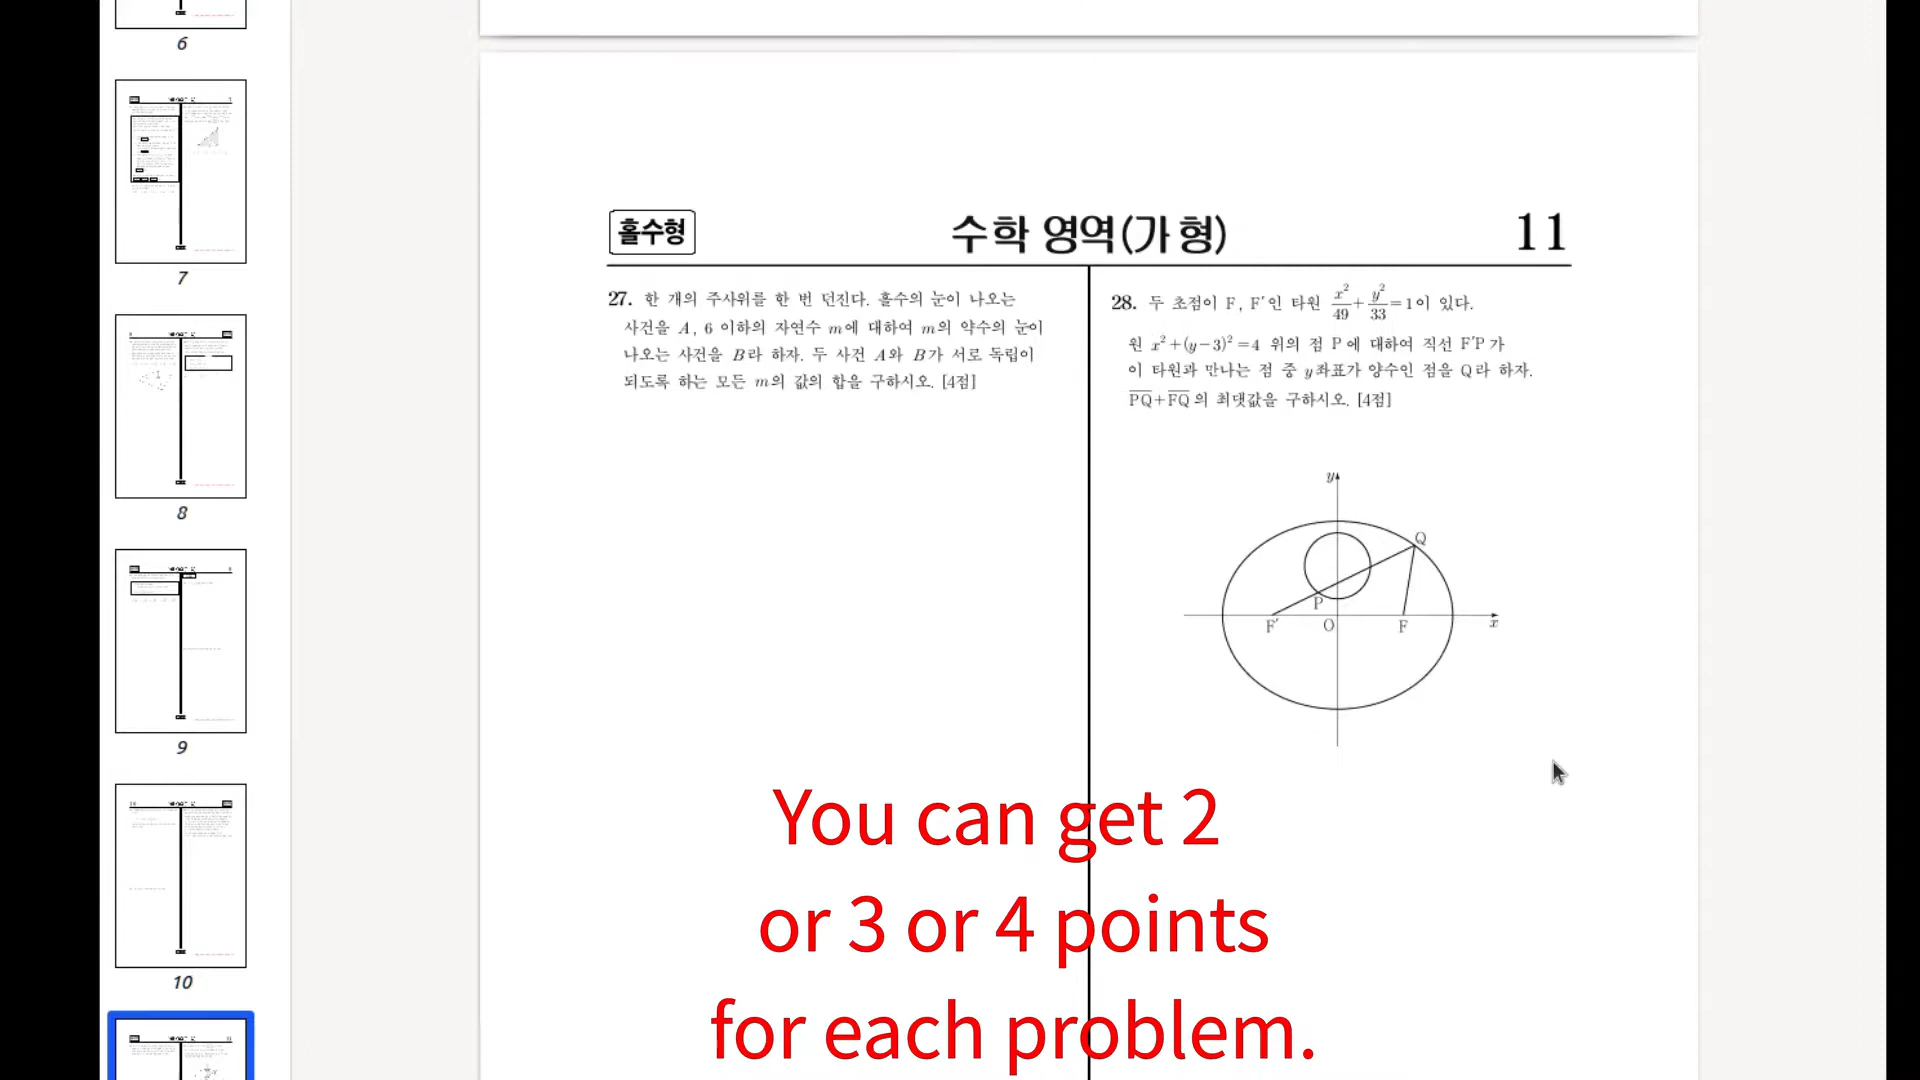 6
7
8
9
10
홀수형
수학 영역(가 형)
11
27. 한 개의 주사위를 한 번 던진다. 홀수의 눈이 나오는
사건을 A, 6 이하의 자연수 m에 대하여 m의 약수의 눈이
나오는 사건을 B라 하자. 두 사건 A와 B가 서로 독립이
되도록 하는 모든 m의 값의 합을 구하시오. [4점]
28. 두 초점이 F, F′인 타원 x²/49+y²/33=1이 있다.
원 x²+(y−3)²=4 위의 점 P에 대하여 직선 F′P가
이 타원과 만나는 점 중 y좌표가 양수인 점을 Q라 하자.
PQ+FQ의 최댓값을 구하시오. [4점]
y
Q
P
F′
O
F
x
You can get 2
or 3 or 4 points
for each problem.